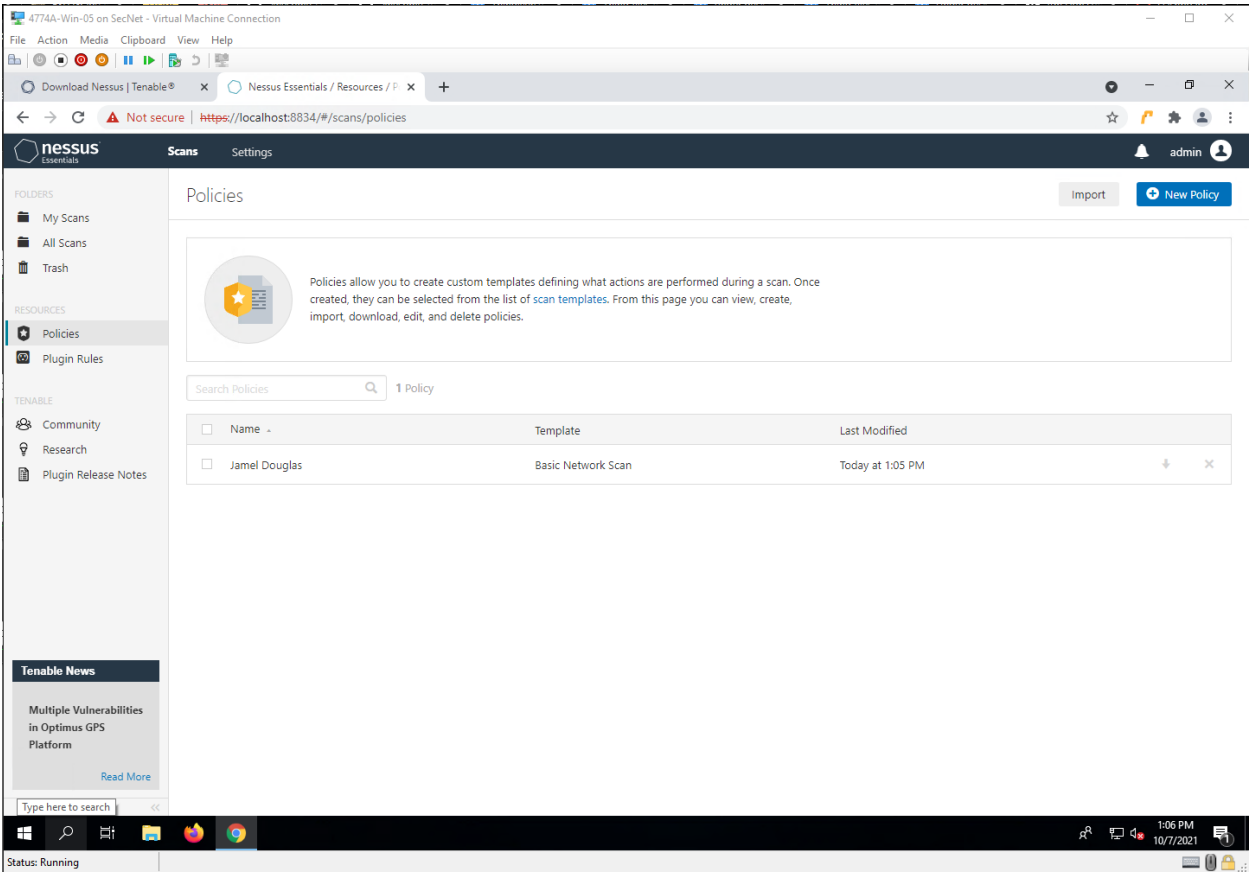 4774A-Win-05 on SecNet - Virtual Machine Connection
File Action Media Clipboard View Help
Download Nessus | Tenable®
Nessus Essentials / Resources / P
Not secure | https://localhost:8834/#/scans/policies
nessus
Essentials
Scans Settings
admin
FOLDERS
My Scans
All Scans
Trash
RESOURCES
Policies
Plugin Rules
TENABLE
Community
Research
Plugin Release Notes
Tenable News
Multiple Vulnerabilities
in Optimus GPS
Platform
Read More
Policies
Import
New Policy
Policies allow you to create custom templates defining what actions are performed during a scan. Once
created, they can be selected from the list of scan templates. From this page you can view, create,
import, download, edit, and delete policies.
Search Policies
1 Policy
Name Template Last Modified
Jamel Douglas Basic Network Scan Today at 1:05 PM
Type here to search
1:06 PM
10/7/2021
1
Status: Running